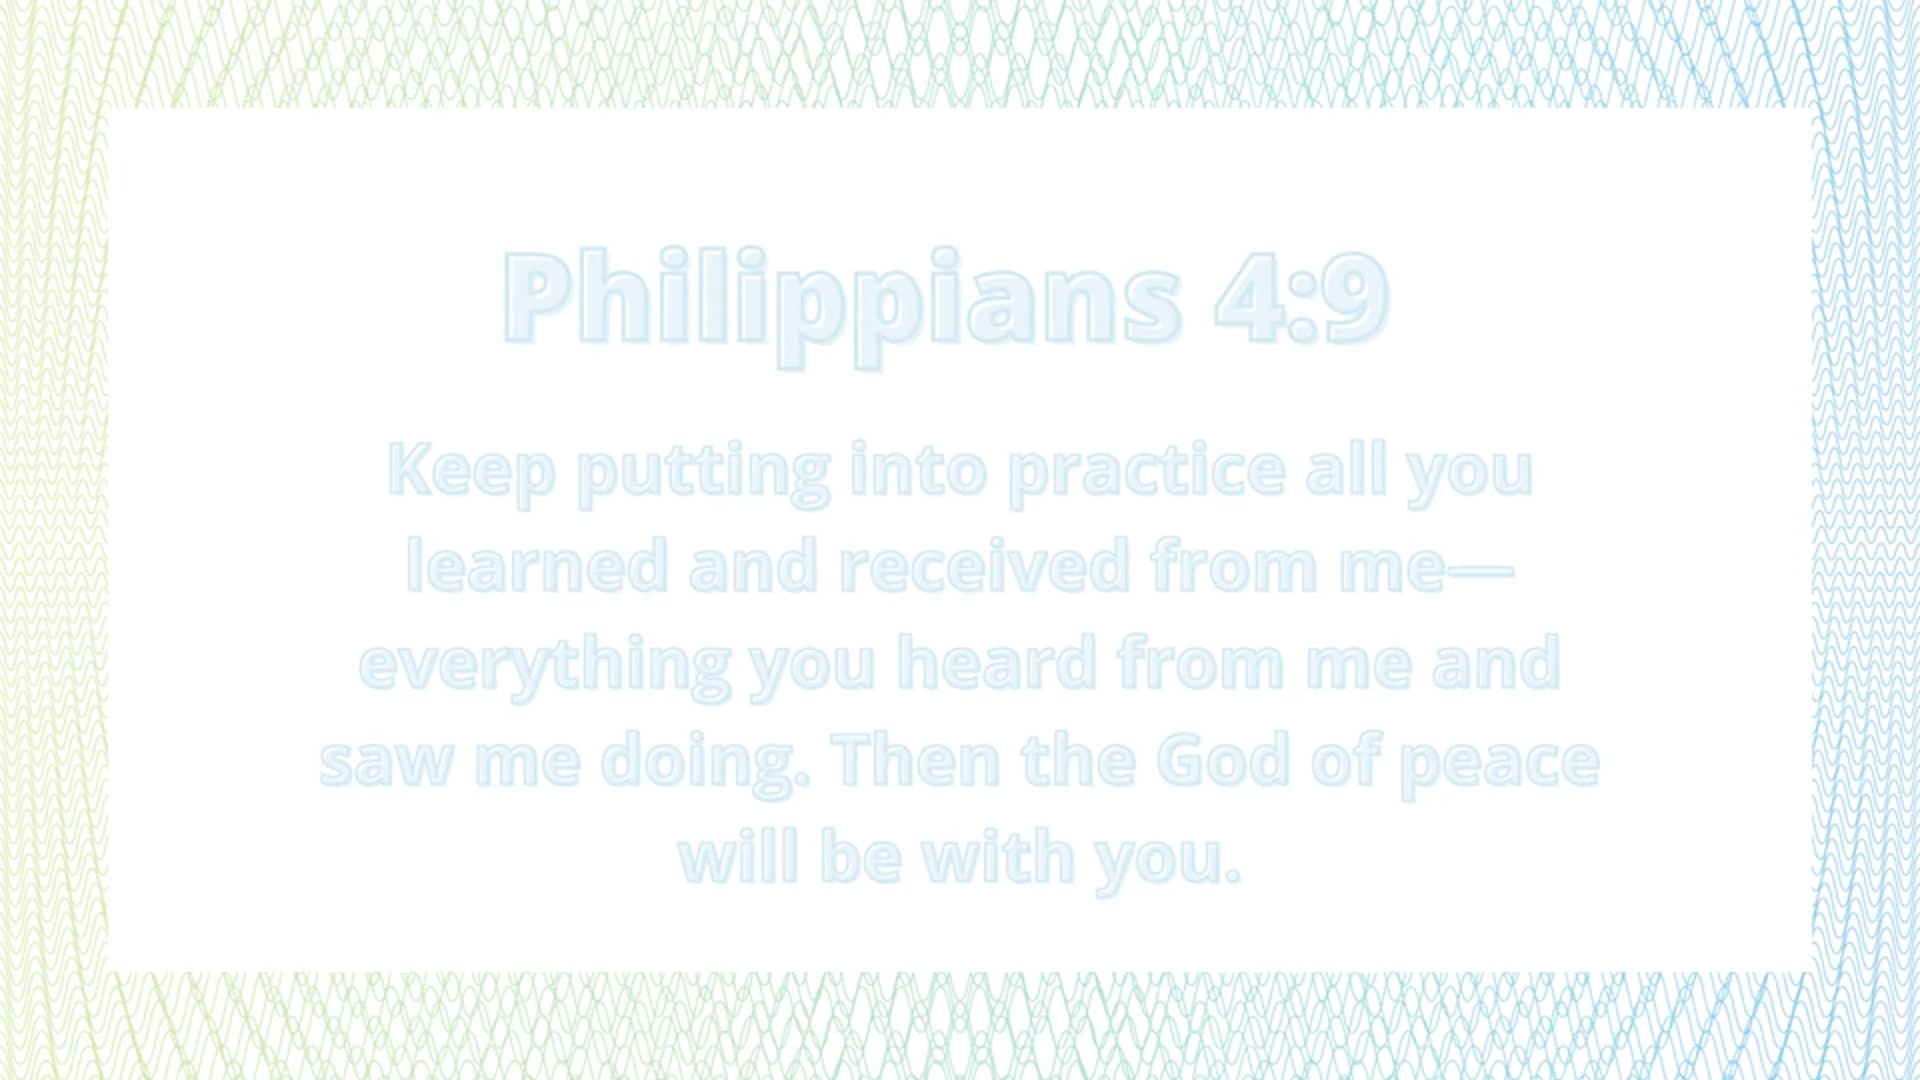 Philippians 4:9
Keep putting into practice all you
learned and received from me—
everything you heard from me and
saw me doing. Then the God of peace
will be with you.